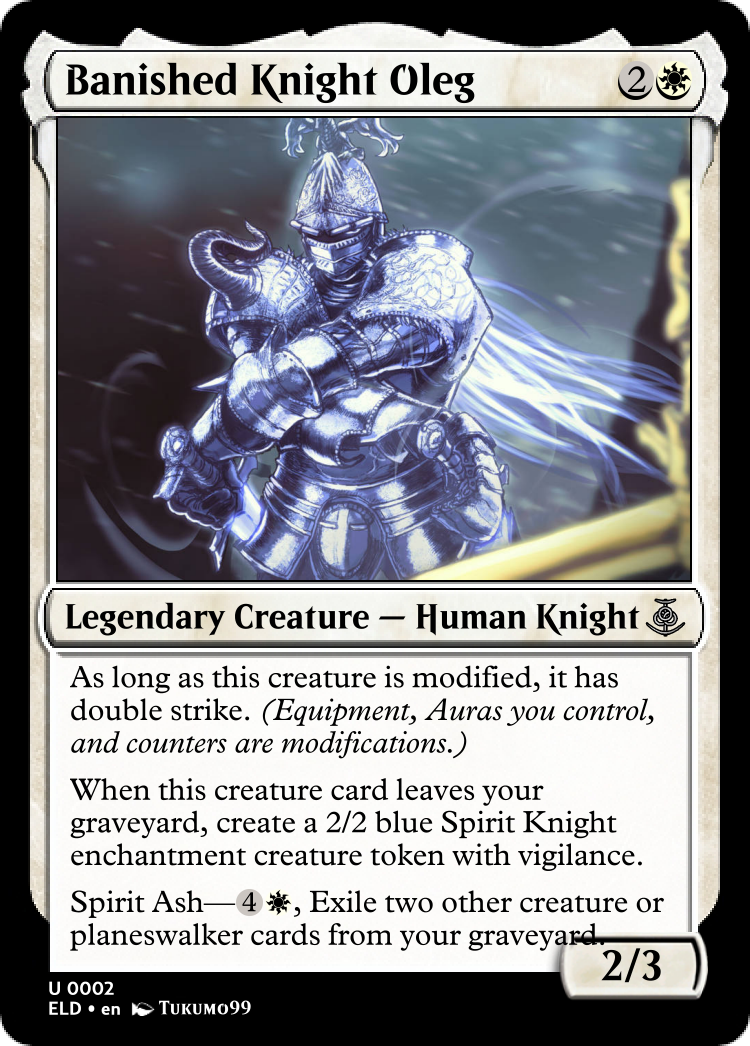 Banished Knight Oleg 2
Legendary Creature — Human Knight
As long as this creature is modified, it has
double strike. (Equipment, Auras you control,
and counters are modifications.)
When this creature card leaves your
graveyard, create a 2/2 blue Spirit Knight
enchantment creature token with vigilance.
Spirit Ash—4, Exile two other creature or
planeswalker cards from your graveyard.
2/3
U 0002
ELD • en Tukumo99